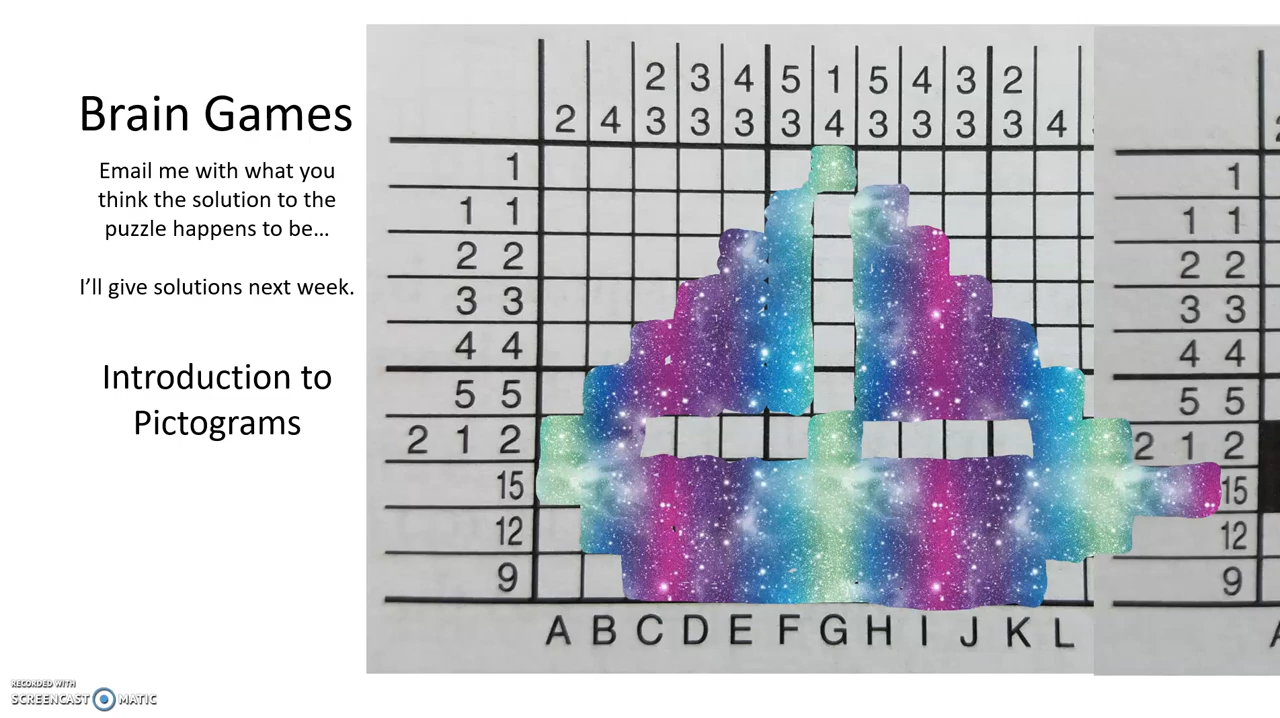 Brain Games
Email me with what you
think the solution to the
puzzle happens to be...
I'll give solutions next week.
Introduction to
Pictograms
2 3 4 5 1 5 4 3 2
2 4 3 3 3 3 4 3 3 3 3 4
1
1 1
2 2
3 3
4 4
5 5
2 1 2
15
12
9
A B C D E F G H I J K L
1
1 1
2 2
3 3
4 4
5 5
2 1 2
15
12
9
RECORDED WITH
SCREENCAST MATIC